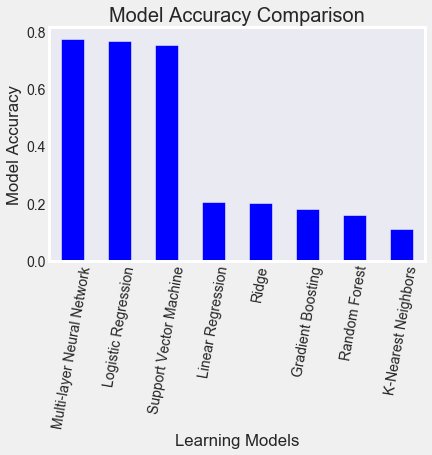 Model Accuracy Comparison
0.8
0.6
0.4
0.2
0.0
Model Accuracy
Multi-layer Neural Network
Logistic Regression
Support Vector Machine
Linear Regression
Ridge
Gradient Boosting
Random Forest
K-Nearest Neighbors
Learning Models